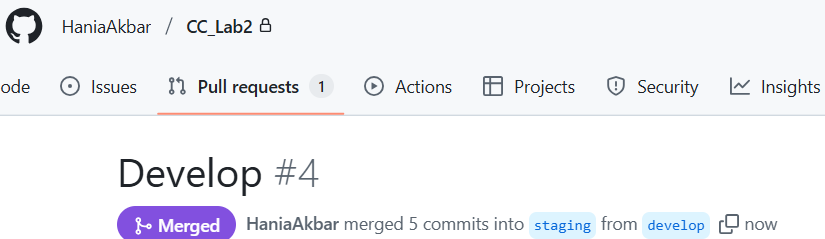 HaniaAkbar / CC_Lab2
ode Issues Pull requests 1 Actions Projects Security Insights
Develop #4
Merged HaniaAkbar merged 5 commits into staging from develop now